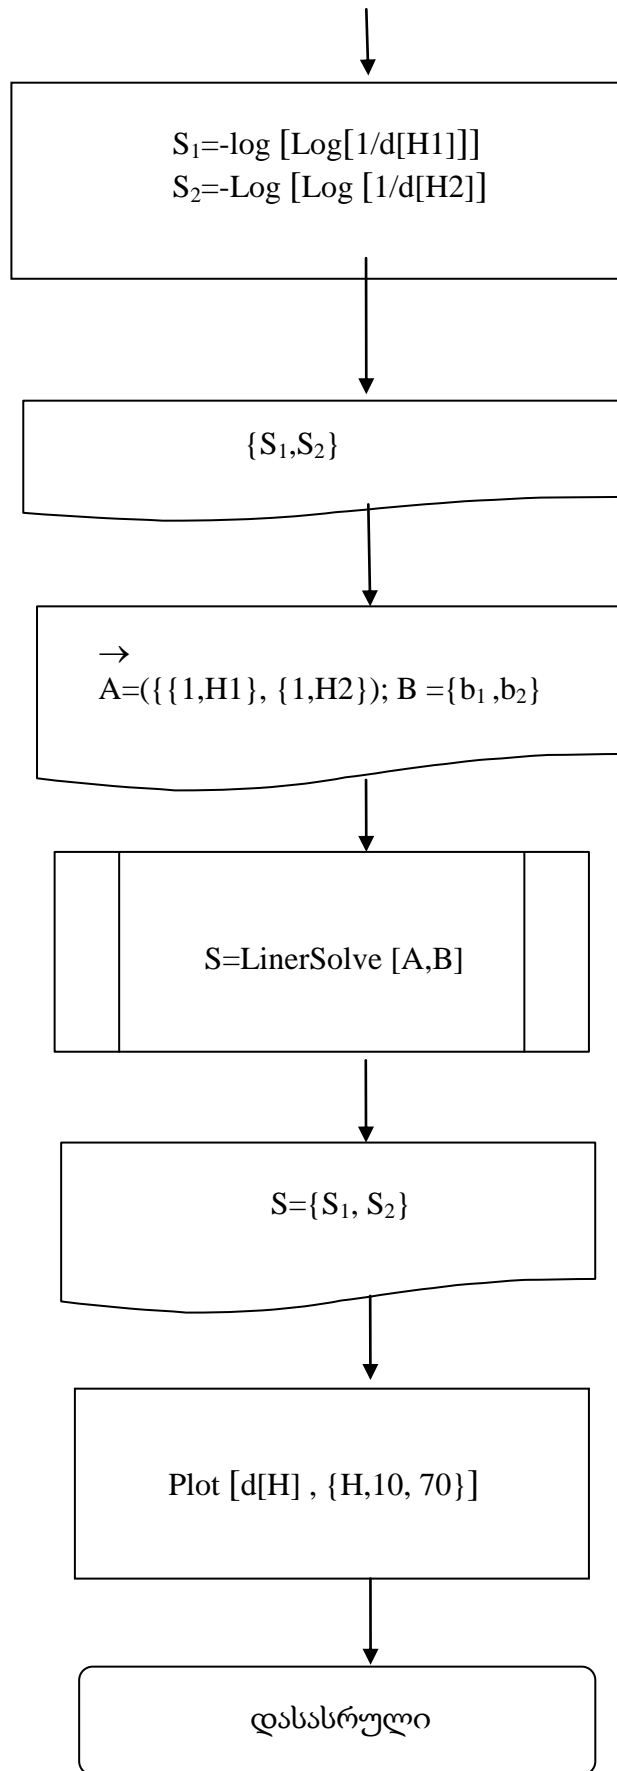 S₁=-log [Log[1/d[H1]]]
S₂=-Log [Log [1/d[H2]]
{S₁,S₂}
→
A=({{1,H1}, {1,H2}); B ={b₁ ,b₂}
S=LinerSolve [A,B]
S={S₁, S₂}
Plot [d[H] , {H,10, 70}]
დასასრული